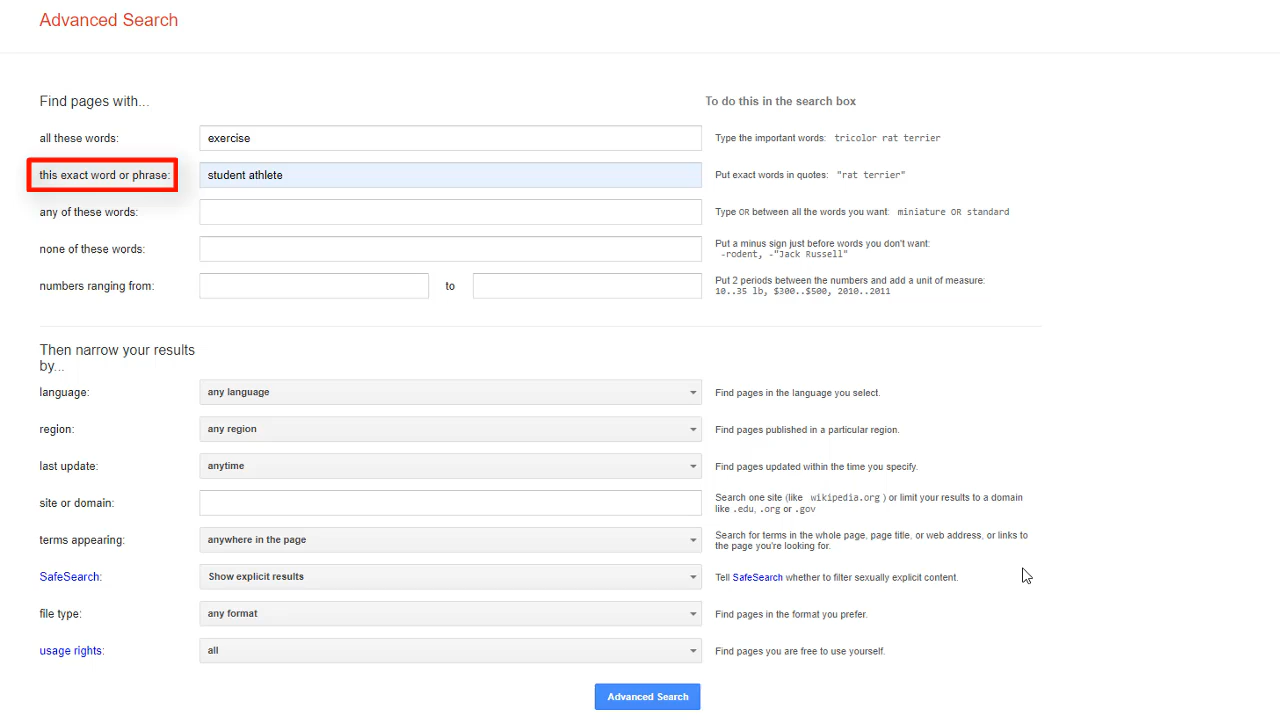 Advanced Search
Find pages with...
To do this in the search box
all these words:
exercise
Type the important words: tricolor rat terrier
this exact word or phrase:
student athlete
Put exact words in quotes: "rat terrier"
any of these words:
Type OR between all the words you want: miniature OR standard
none of these words:
Put a minus sign just before words you don't want:
-rodent, -"Jack Russell"
numbers ranging from:
to
Put 2 periods between the numbers and add a unit of measure:
10..35 lb, $300..$500, 2010..2011
Then narrow your results
by...
language:
any language
Find pages in the language you select.
region:
any region
Find pages published in a particular region.
last update:
anytime
Find pages updated within the time you specify.
site or domain:
Search one site (like wikipedia.org ) or limit your results to a domain
like .edu, .org or .gov
terms appearing:
anywhere in the page
Search for terms in the whole page, page title, or web address, or links to
the page you're looking for.
SafeSearch:
Show explicit results
Tell SafeSearch whether to filter sexually explicit content.
file type:
any format
Find pages in the format you prefer.
usage rights:
all
Find pages you are free to use yourself.
Advanced Search